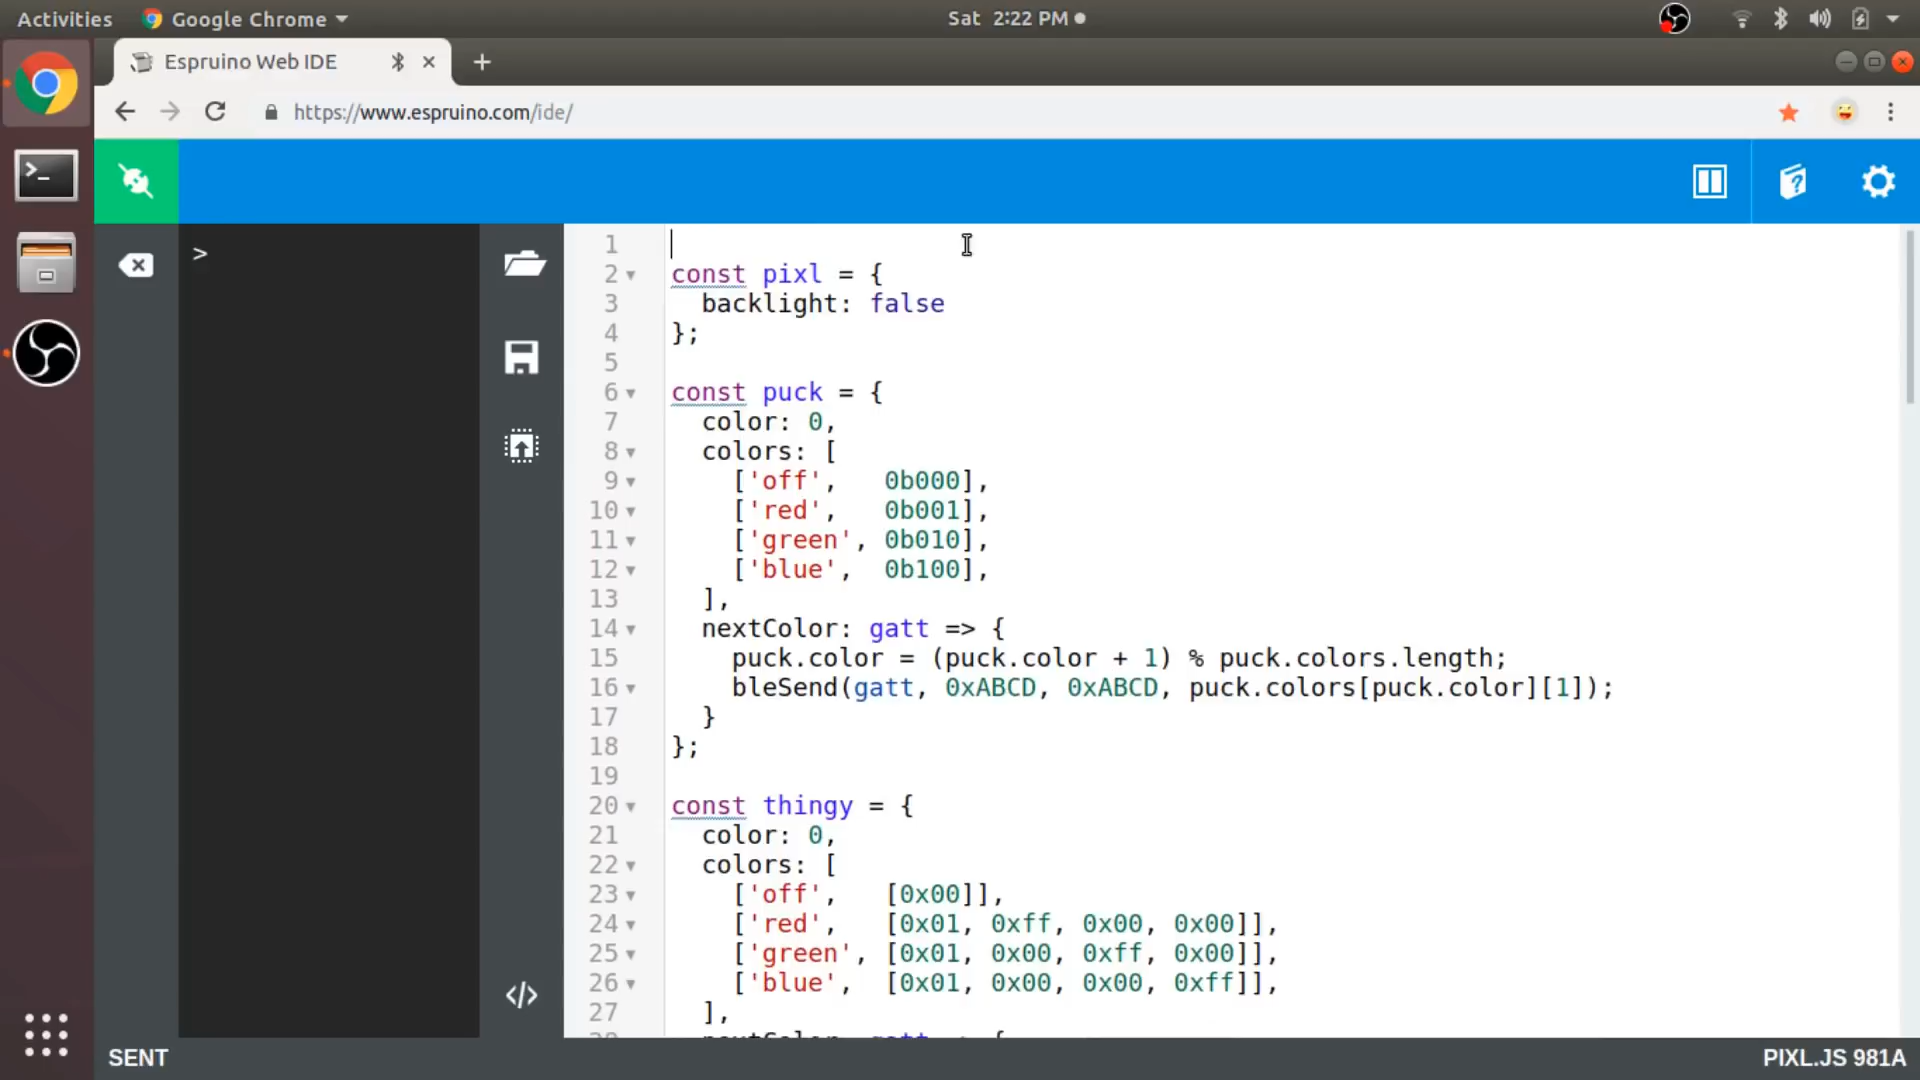 Activities Google Chrome Sat 2:22 PM
Espruino Web IDE
https://www.espruino.com/ide/
>
1
2 const pixl = {
3 backlight: false
4 };
5
6 const puck = {
7 color: 0,
8 colors: [
9 ['off', 0b000],
10 ['red', 0b001],
11 ['green', 0b010],
12 ['blue', 0b100],
13 ],
14 nextColor: gatt => {
15 puck.color = (puck.color + 1) % puck.colors.length;
16 bleSend(gatt, 0xABCD, 0xABCD, puck.colors[puck.color][1]);
17 }
18 };
19
20 const thingy = {
21 color: 0,
22 colors: [
23 ['off', [0x00]],
24 ['red', [0x01, 0xff, 0x00, 0x00]],
25 ['green', [0x01, 0x00, 0xff, 0x00]],
26 ['blue', [0x01, 0x00, 0x00, 0xff]],
27 ],
SENT PIXL.JS 981A